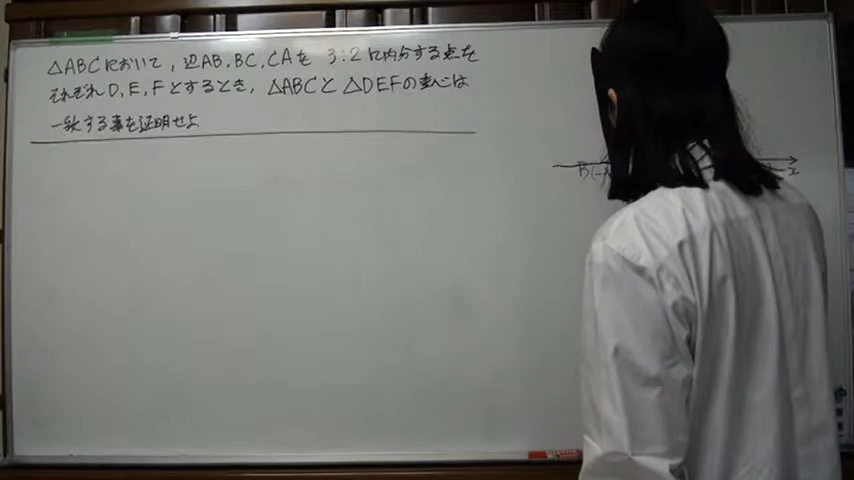 △ABCにおいて, 辺AB, BC, CAを 3:2に内分する点を
それぞれD, E, Fとするとき, △ABCと△DEFの重心は
一致する事を証明せよ
B(-
x